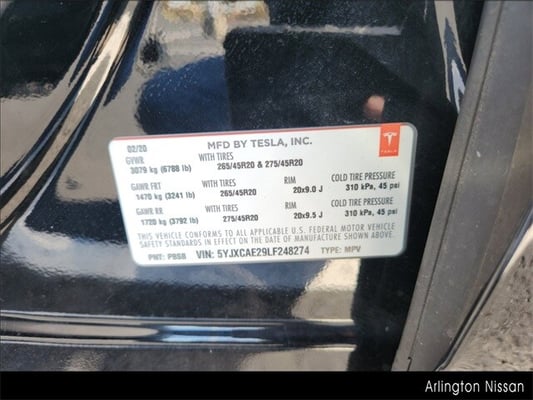 02/20 MFD BY TESLA, INC.
TESLA
GVWR WITH TIRES
3079 kg (6788 lb) 265/45R20 & 275/45R20
GAWR FRT WITH TIRES RIM COLD TIRE PRESSURE
1470 kg (3241 lb) 265/45R20 20x9.0 J 310 kPa, 45 psi
GAWR RR WITH TIRES RIM COLD TIRE PRESSURE
1720 kg (3792 lb) 275/45R20 20x9.5 J 310 kPa, 45 psi
THIS VEHICLE CONFORMS TO ALL APPLICABLE U.S. FEDERAL MOTOR VEHICLE
SAFETY STANDARDS IN EFFECT ON THE DATE OF MANUFACTURE SHOWN ABOVE.
PNT: PBSB VIN: 5YJXCAE29LF248274 TYPE: MPV
Arlington Nissan